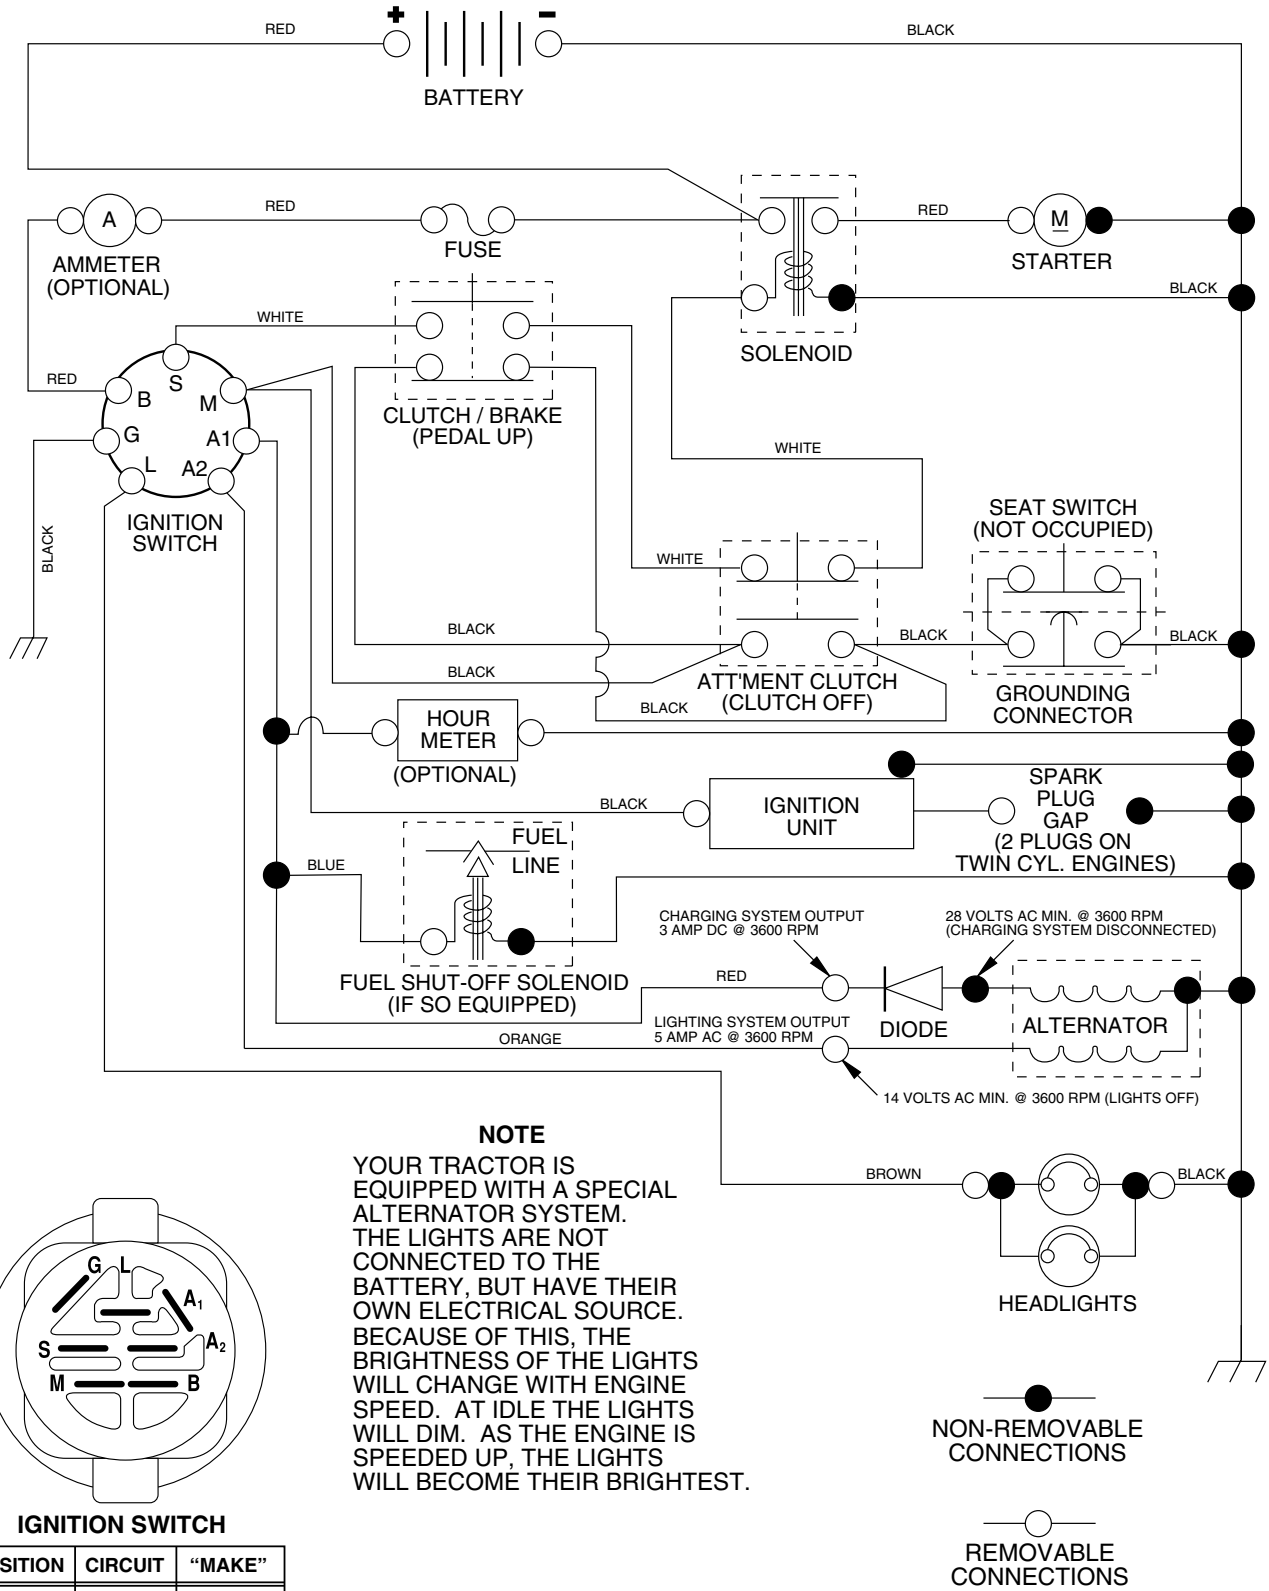 + -
RED
BLACK
BATTERY
A
RED
FUSE
RED
M
STARTER
AMMETER
(OPTIONAL)
BLACK
SOLENOID
WHITE
RED
S
B
M
G
A1
L
A2
IGNITION
SWITCH
CLUTCH / BRAKE
(PEDAL UP)
WHITE
BLACK
SEAT SWITCH
(NOT OCCUPIED)
WHITE
BLACK
BLACK
BLACK
BLACK
ATT'MENT CLUTCH
(CLUTCH OFF)
BLACK
GROUNDING
CONNECTOR
HOUR
METER
(OPTIONAL)
BLACK
IGNITION
UNIT
SPARK
PLUG
GAP
(2 PLUGS ON
TWIN CYL. ENGINES)
BLUE
FUEL
LINE
FUEL SHUT-OFF SOLENOID
(IF SO EQUIPPED)
CHARGING SYSTEM OUTPUT
3 AMP DC @ 3600 RPM
28 VOLTS AC MIN. @ 3600 RPM
(CHARGING SYSTEM DISCONNECTED)
RED
DIODE
ALTERNATOR
LIGHTING SYSTEM OUTPUT
5 AMP AC @ 3600 RPM
ORANGE
14 VOLTS AC MIN. @ 3600 RPM (LIGHTS OFF)
NOTE
YOUR TRACTOR IS
EQUIPPED WITH A SPECIAL
ALTERNATOR SYSTEM.
THE LIGHTS ARE NOT
CONNECTED TO THE
BATTERY, BUT HAVE THEIR
OWN ELECTRICAL SOURCE.
BECAUSE OF THIS, THE
BRIGHTNESS OF THE LIGHTS
WILL CHANGE WITH ENGINE
SPEED. AT IDLE THE LIGHTS
WILL DIM. AS THE ENGINE IS
SPEEDED UP, THE LIGHTS
WILL BECOME THEIR BRIGHTEST.
BROWN
BLACK
HEADLIGHTS
G L
A1
S
A2
M
B
IGNITION SWITCH
SITION CIRCUIT “MAKE”
NON-REMOVABLE
CONNECTIONS
REMOVABLE
CONNECTIONS